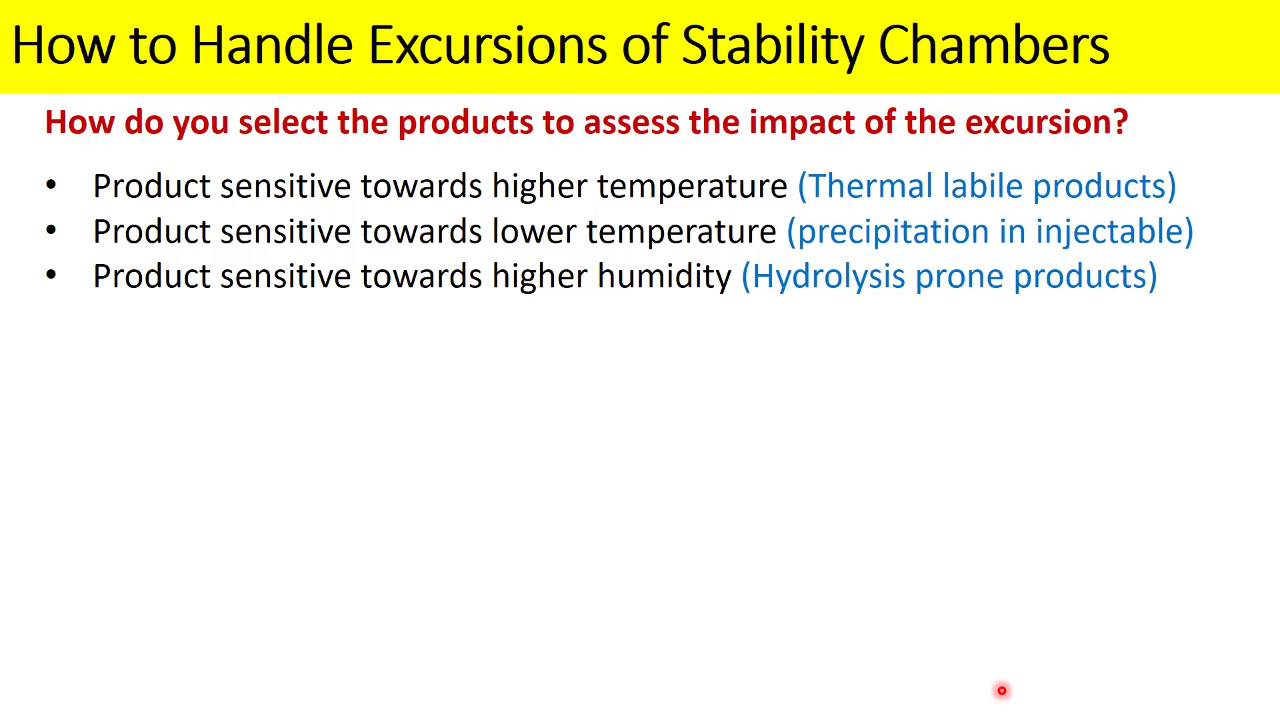 How to Handle Excursions of Stability Chambers
How do you select the products to assess the impact of the excursion?
• Product sensitive towards higher temperature (Thermal labile products)
• Product sensitive towards lower temperature (precipitation in injectable)
• Product sensitive towards higher humidity (Hydrolysis prone products)